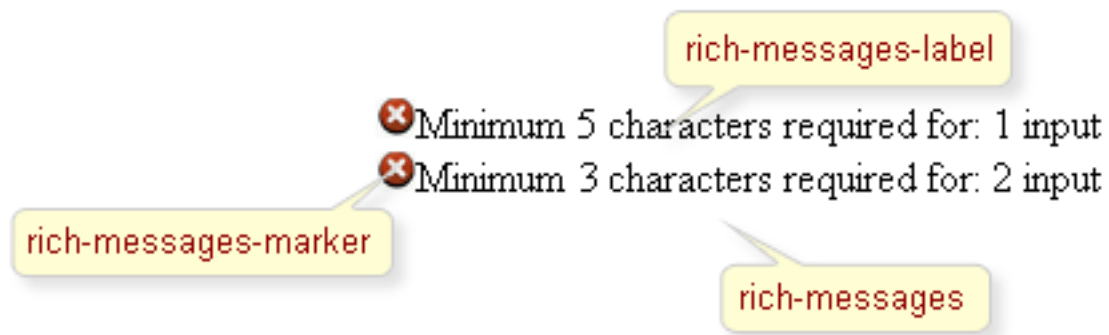 rich-messages-label
Minimum 5 characters required for: 1 input
Minimum 3 characters required for: 2 input
rich-messages-marker
rich-messages